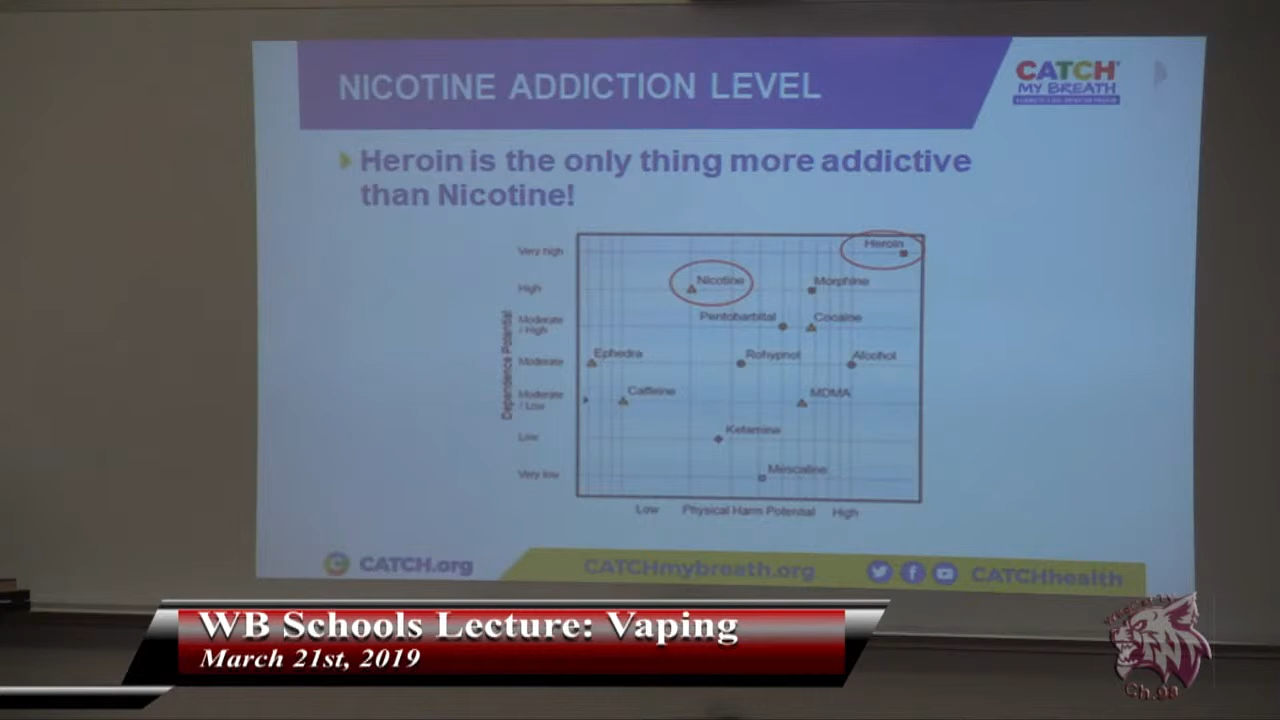 NICOTINE ADDICTION LEVEL
CATCH
MY BREATH
Heroin is the only thing more addictive
than Nicotine!
Very high
Heroin
High
Nicotine
Morphine
Moderate
/ High
Pentobarbital
Cocaine
Dependence Potential
Moderate
Ephedra
Rohypnol
Alcohol
Moderate
/ Low
Caffeine
MDMA
Low
Ketamine
Very low
Mescaline
Low
Physical Harm Potential
High
CATCH.org
CATCHmybreath.org
CATCHhealth
WB Schools Lecture: Vaping
March 21st, 2019
Ch.98